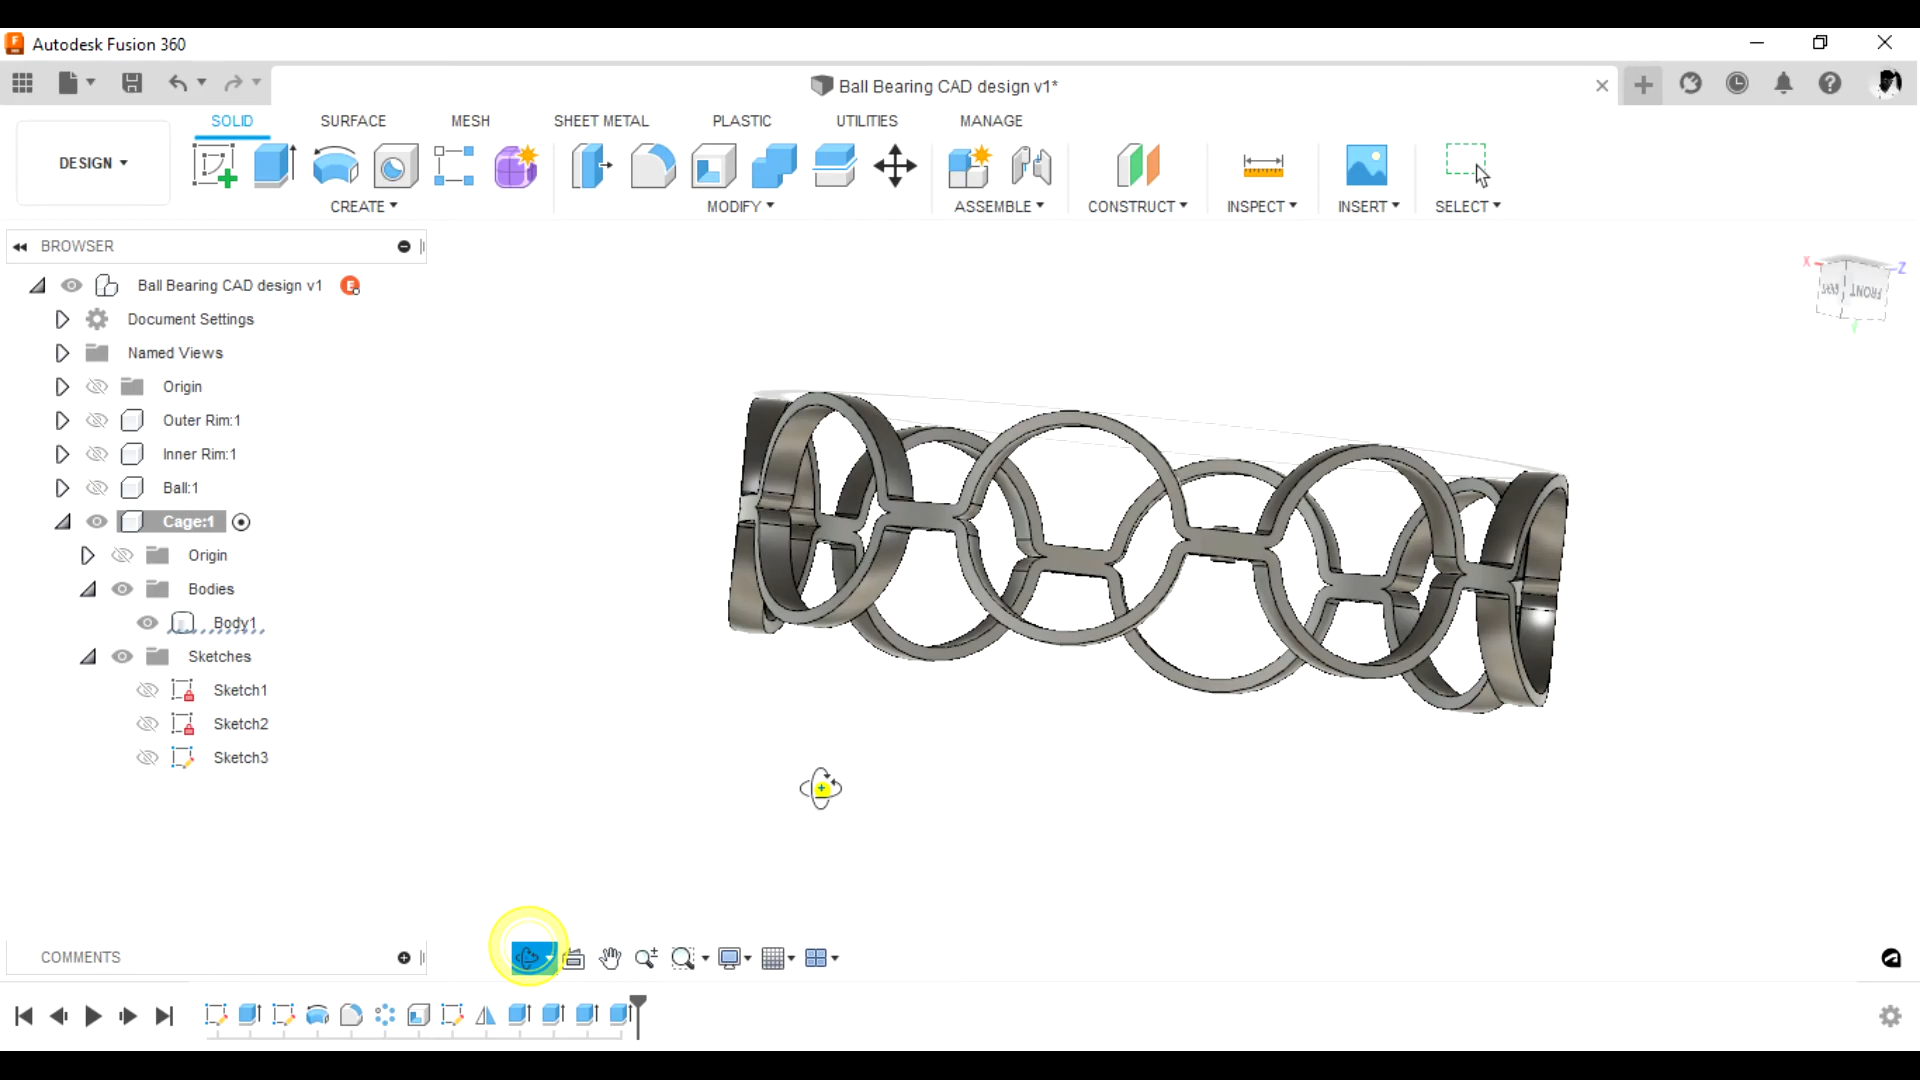 Autodesk Fusion 360
Ball Bearing CAD design v1*
SOLID SURFACE MESH SHEET METAL PLASTIC UTILITIES MANAGE
DESIGN
CREATE MODIFY ASSEMBLE CONSTRUCT INSPECT INSERT SELECT
BROWSER
Ball Bearing CAD design v1
Document Settings
Named Views
Origin
Outer Rim:1
Inner Rim:1
Ball:1
Cage:1
Origin
Bodies
Body1
Sketches
Sketch1
Sketch2
Sketch3
X Z
FRONT
Y
COMMENTS